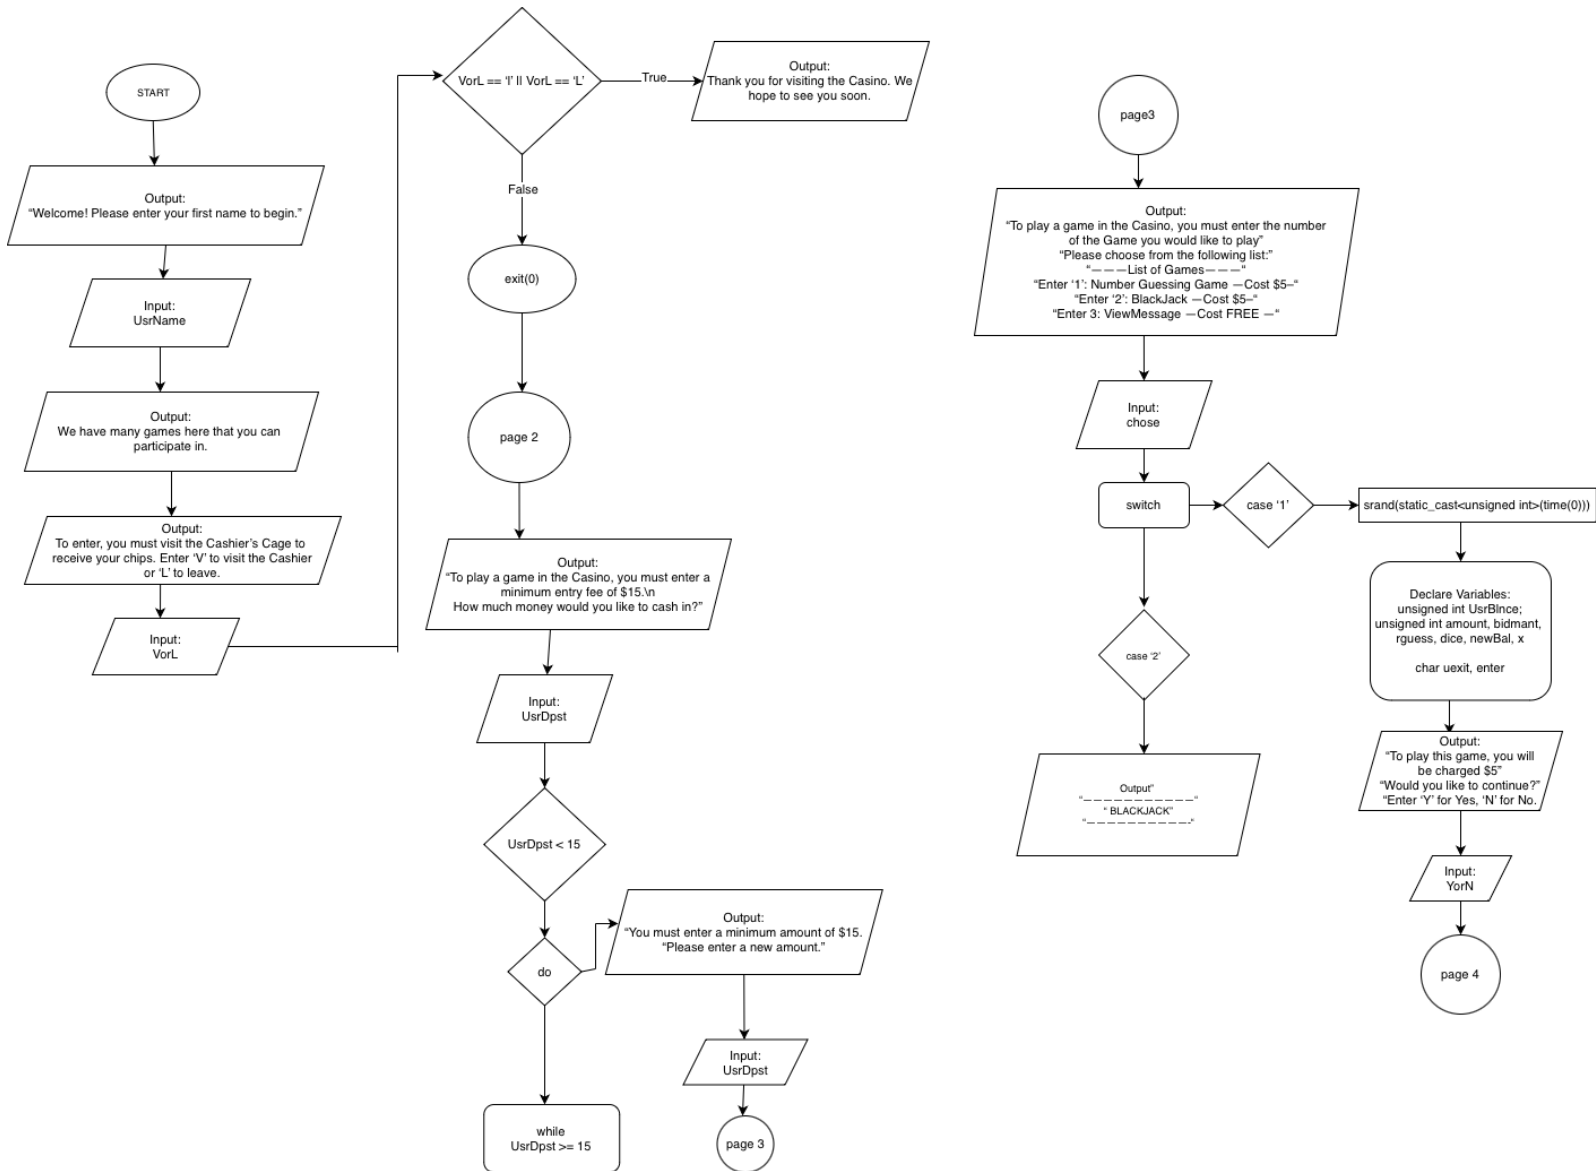 START
Output:
“Welcome! Please enter your first name to begin.”
Input:
UsrName
Output:
We have many games here that you can
participate in.
Output:
To enter, you must visit the Cashier’s Cage to
receive your chips. Enter ‘V’ to visit the Cashier
or ‘L’ to leave.
Input:
VorL
VorL == ‘l’ || VorL == ‘L’
True
Output:
Thank you for visiting the Casino. We
hope to see you soon.
False
exit(0)
page 2
Output:
“To play a game in the Casino, you must enter a
minimum entry fee of $15.\n
How much money would you like to cash in?”
Input:
UsrDpst
UsrDpst < 15
do
Output:
“You must enter a minimum amount of $15.
“Please enter a new amount.”
Input:
UsrDpst
page 3
while
UsrDpst >= 15
page3
Output:
“To play a game in the Casino, you must enter the number
of the Game you would like to play”
“Please choose from the following list:”
“———List of Games———“
“Enter ‘1’: Number Guessing Game —Cost $5–“
“Enter ‘2’: BlackJack —Cost $5–“
“Enter 3: ViewMessage —Cost FREE —“
Input:
chose
switch
case ‘1’
srand(static_cast<unsigned int>(time(0)))
Declare Variables:
unsigned int UsrBlnce;
unsigned int amount, bidmant,
rguess, dice, newBal, x
char uexit, enter
Output:
“To play this game, you will
be charged $5”
“Would you like to continue?”
“Enter ‘Y’ for Yes, ‘N’ for No.
Input:
YorN
page 4
case ‘2’
Output”
“—————————“
“ BLACKJACK”
“————————-“